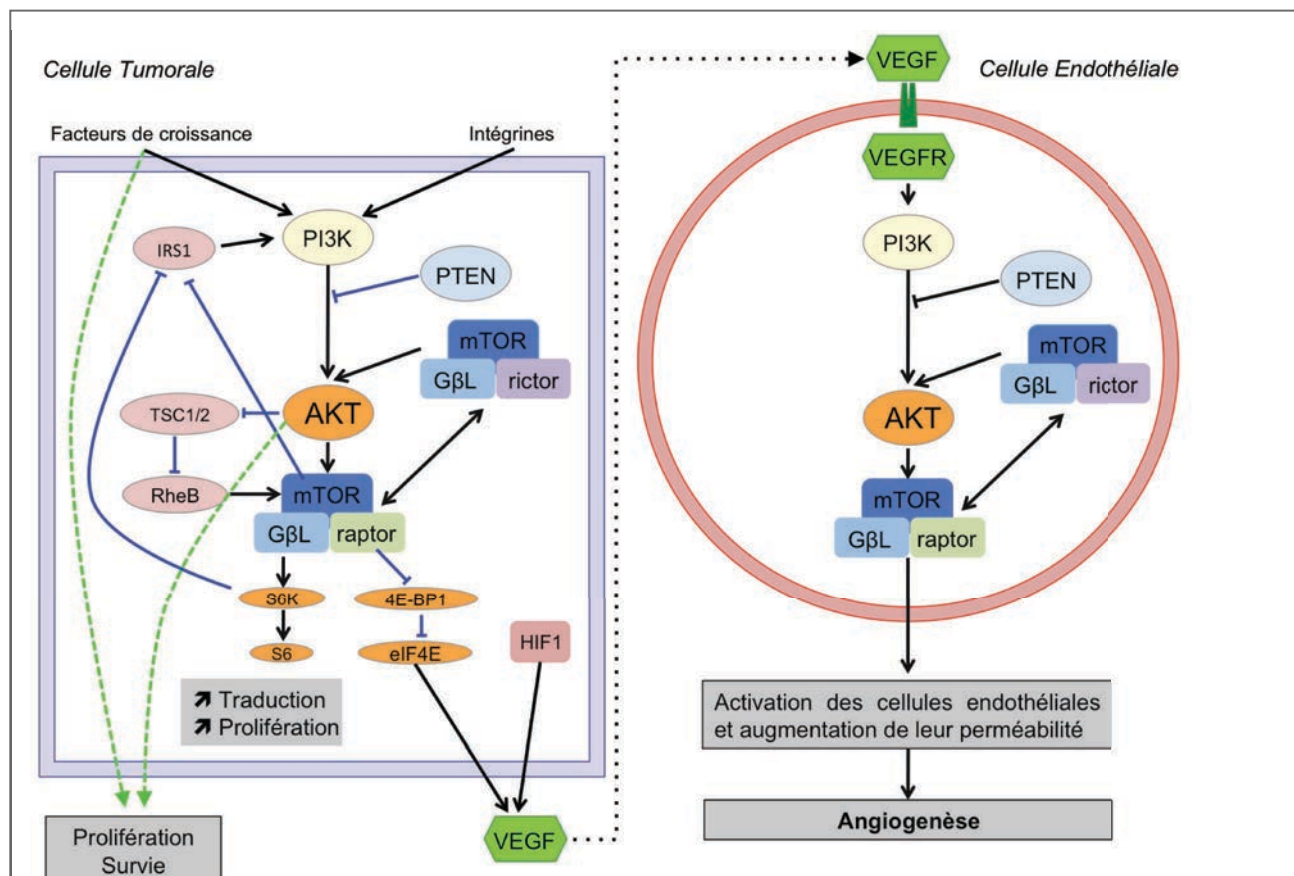 Cellule Tumorale
Facteurs de croissance
Intégrines
IRS1
PI3K
PTEN
mTOR
GβL
rictor
TSC1/2
AKT
RheB
mTOR
GβL
raptor
S6K
4E-BP1
S6
eIF4E
HIF1
↗ Traduction
↗ Prolifération
Prolifération
Survie
VEGF
VEGF
Cellule Endothéliale
VEGFR
PI3K
PTEN
mTOR
GβL
rictor
AKT
mTOR
GβL
raptor
Activation des cellules endothéliales
et augmentation de leur perméabilité
Angiogenèse